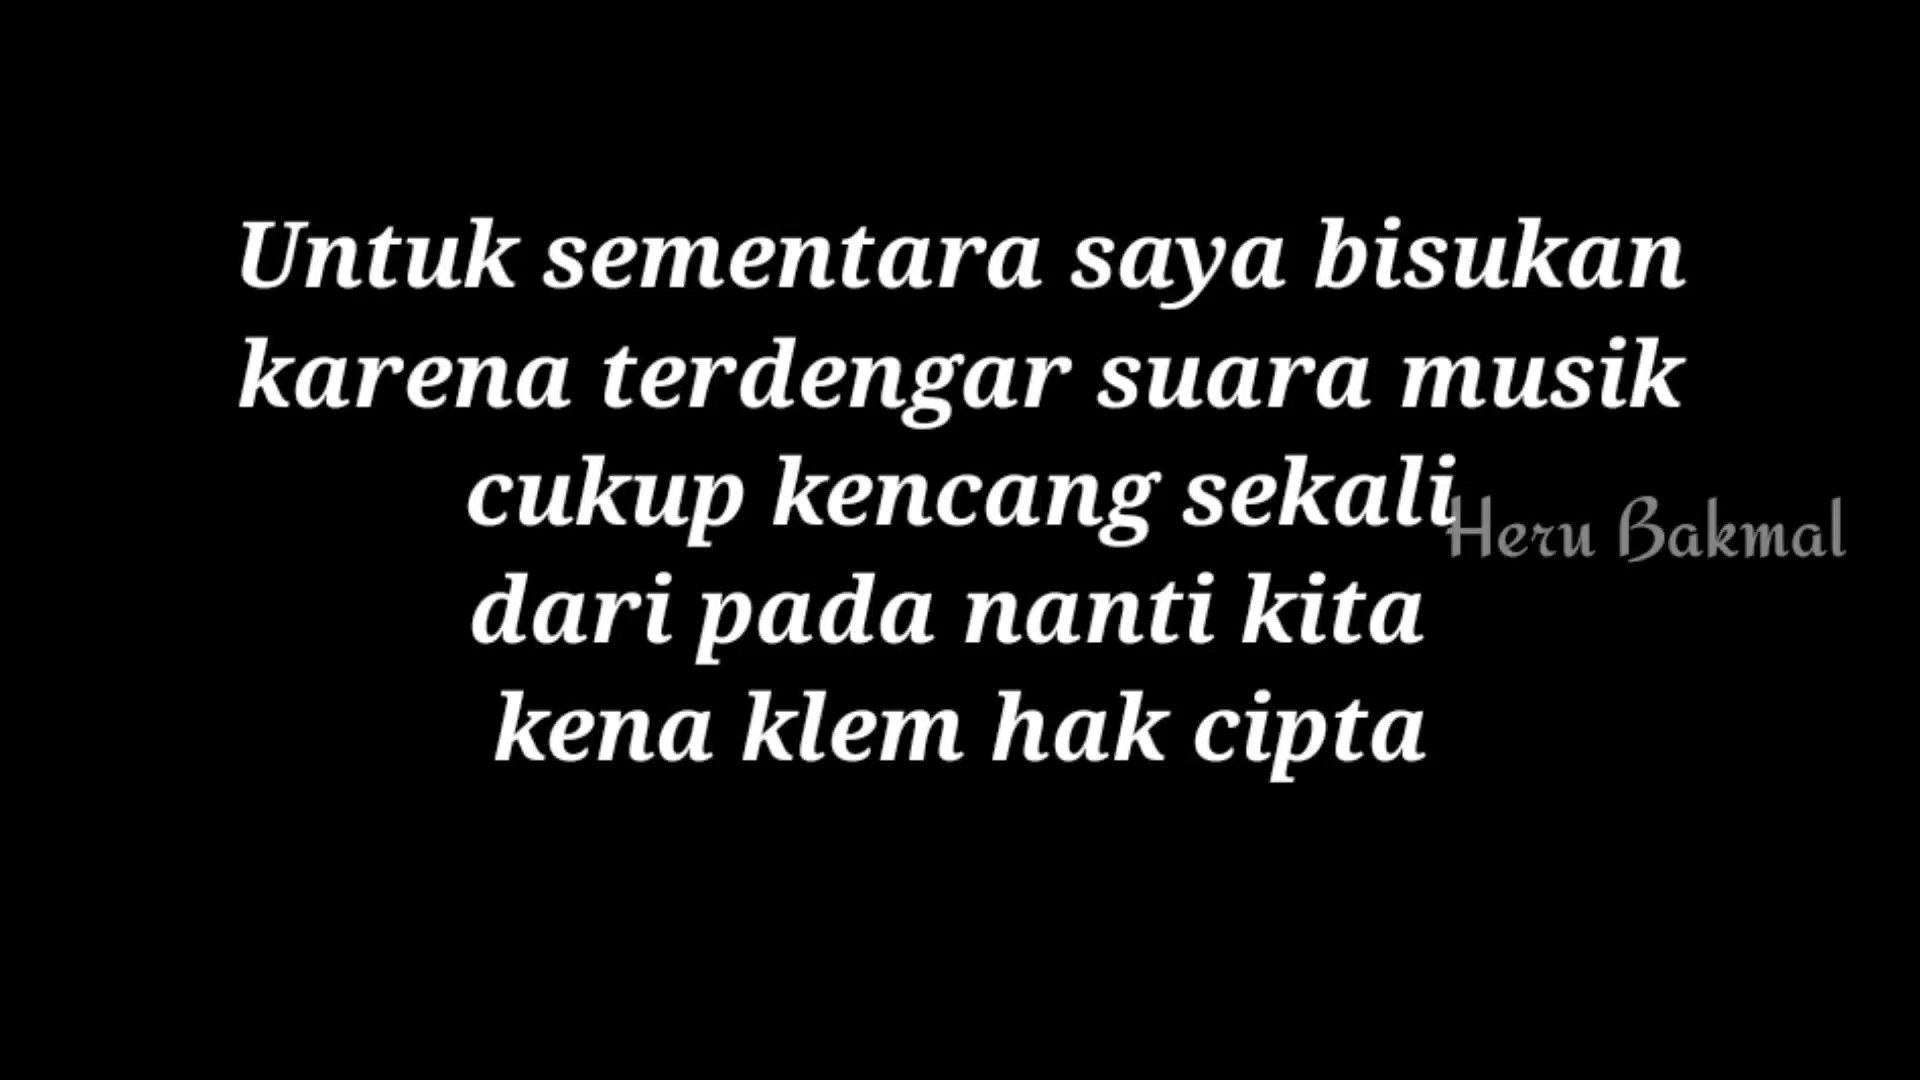 Untuk sementara saya bisukan
karena terdengar suara musik
cukup kencang sekali
Heru Bakmal
dari pada nanti kita
kena klem hak cipta